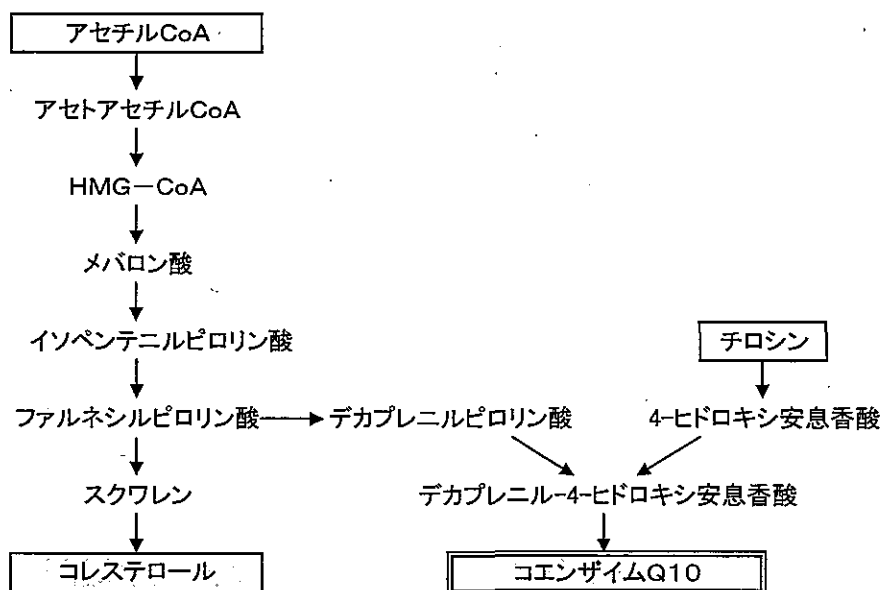 アセチルCoA
アセトアセチルCoA
HMG－CoA
メバロン酸
イソペンテニルピロリン酸
チロシン
ファルネシルピロリン酸
デカプレニルピロリン酸
4-ヒドロキシ安息香酸
スクワレン
デカプレニル-4-ヒドロキシ安息香酸
コレステロール
コエンザイムQ10